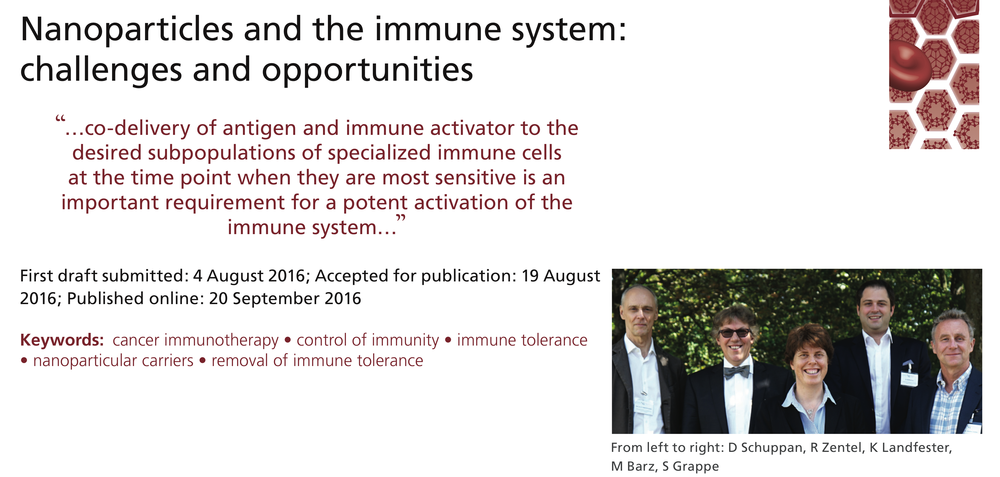 Nanoparticles and the immune system:
challenges and opportunities
“…co-delivery of antigen and immune activator to the
desired subpopulations of specialized immune cells
at the time point when they are most sensitive is an
important requirement for a potent activation of the
immune system…”
First draft submitted: 4 August 2016; Accepted for publication: 19 August
2016; Published online: 20 September 2016
Keywords: cancer immunotherapy • control of immunity • immune tolerance
• nanoparticular carriers • removal of immune tolerance
From left to right: D Schuppan, R Zentel, K Landfester,
M Barz, S Grappe